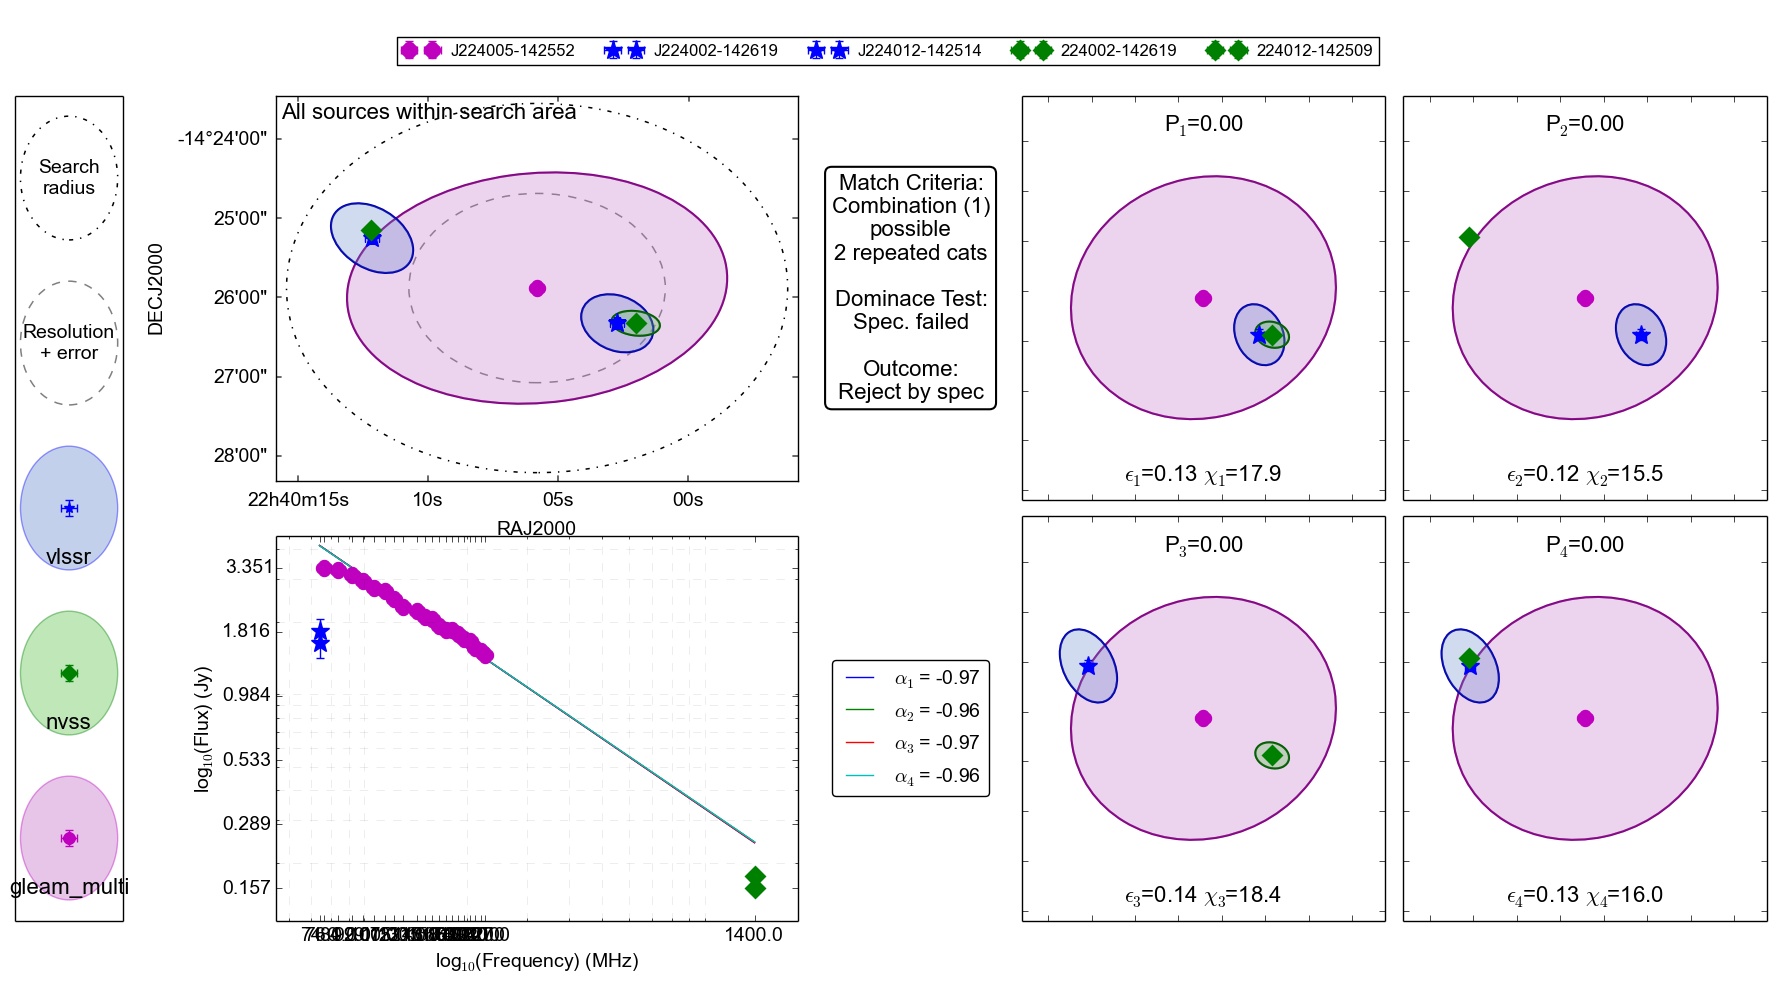 J224005-142552 J224002-142619 J224012-142514 224002-142619 224012-142509
Search
radius
Resolution
+ error
vlssr
nvss
gleam_multi
All sources within search area
-14°24'00"
25'00"
26'00"
27'00"
28'00"
DECJ2000
22h40m15s 10s 05s 00s
RAJ2000
Match Criteria:
Combination (1)
possible
2 repeated cats
Dominace Test:
Spec. failed
Outcome:
Reject by spec
P1=0.00
ϵ1=0.13 χ1=17.9
P2=0.00
ϵ2=0.12 χ2=15.5
P3=0.00
ϵ3=0.14 χ3=18.4
P4=0.00
ϵ4=0.13 χ4=16.0
3.351
1.816
0.984
0.533
0.289
0.157
log10(Flux) (Jy)
1400.0
log10(Frequency) (MHz)
α1 = -0.97
α2 = -0.96
α3 = -0.97
α4 = -0.96